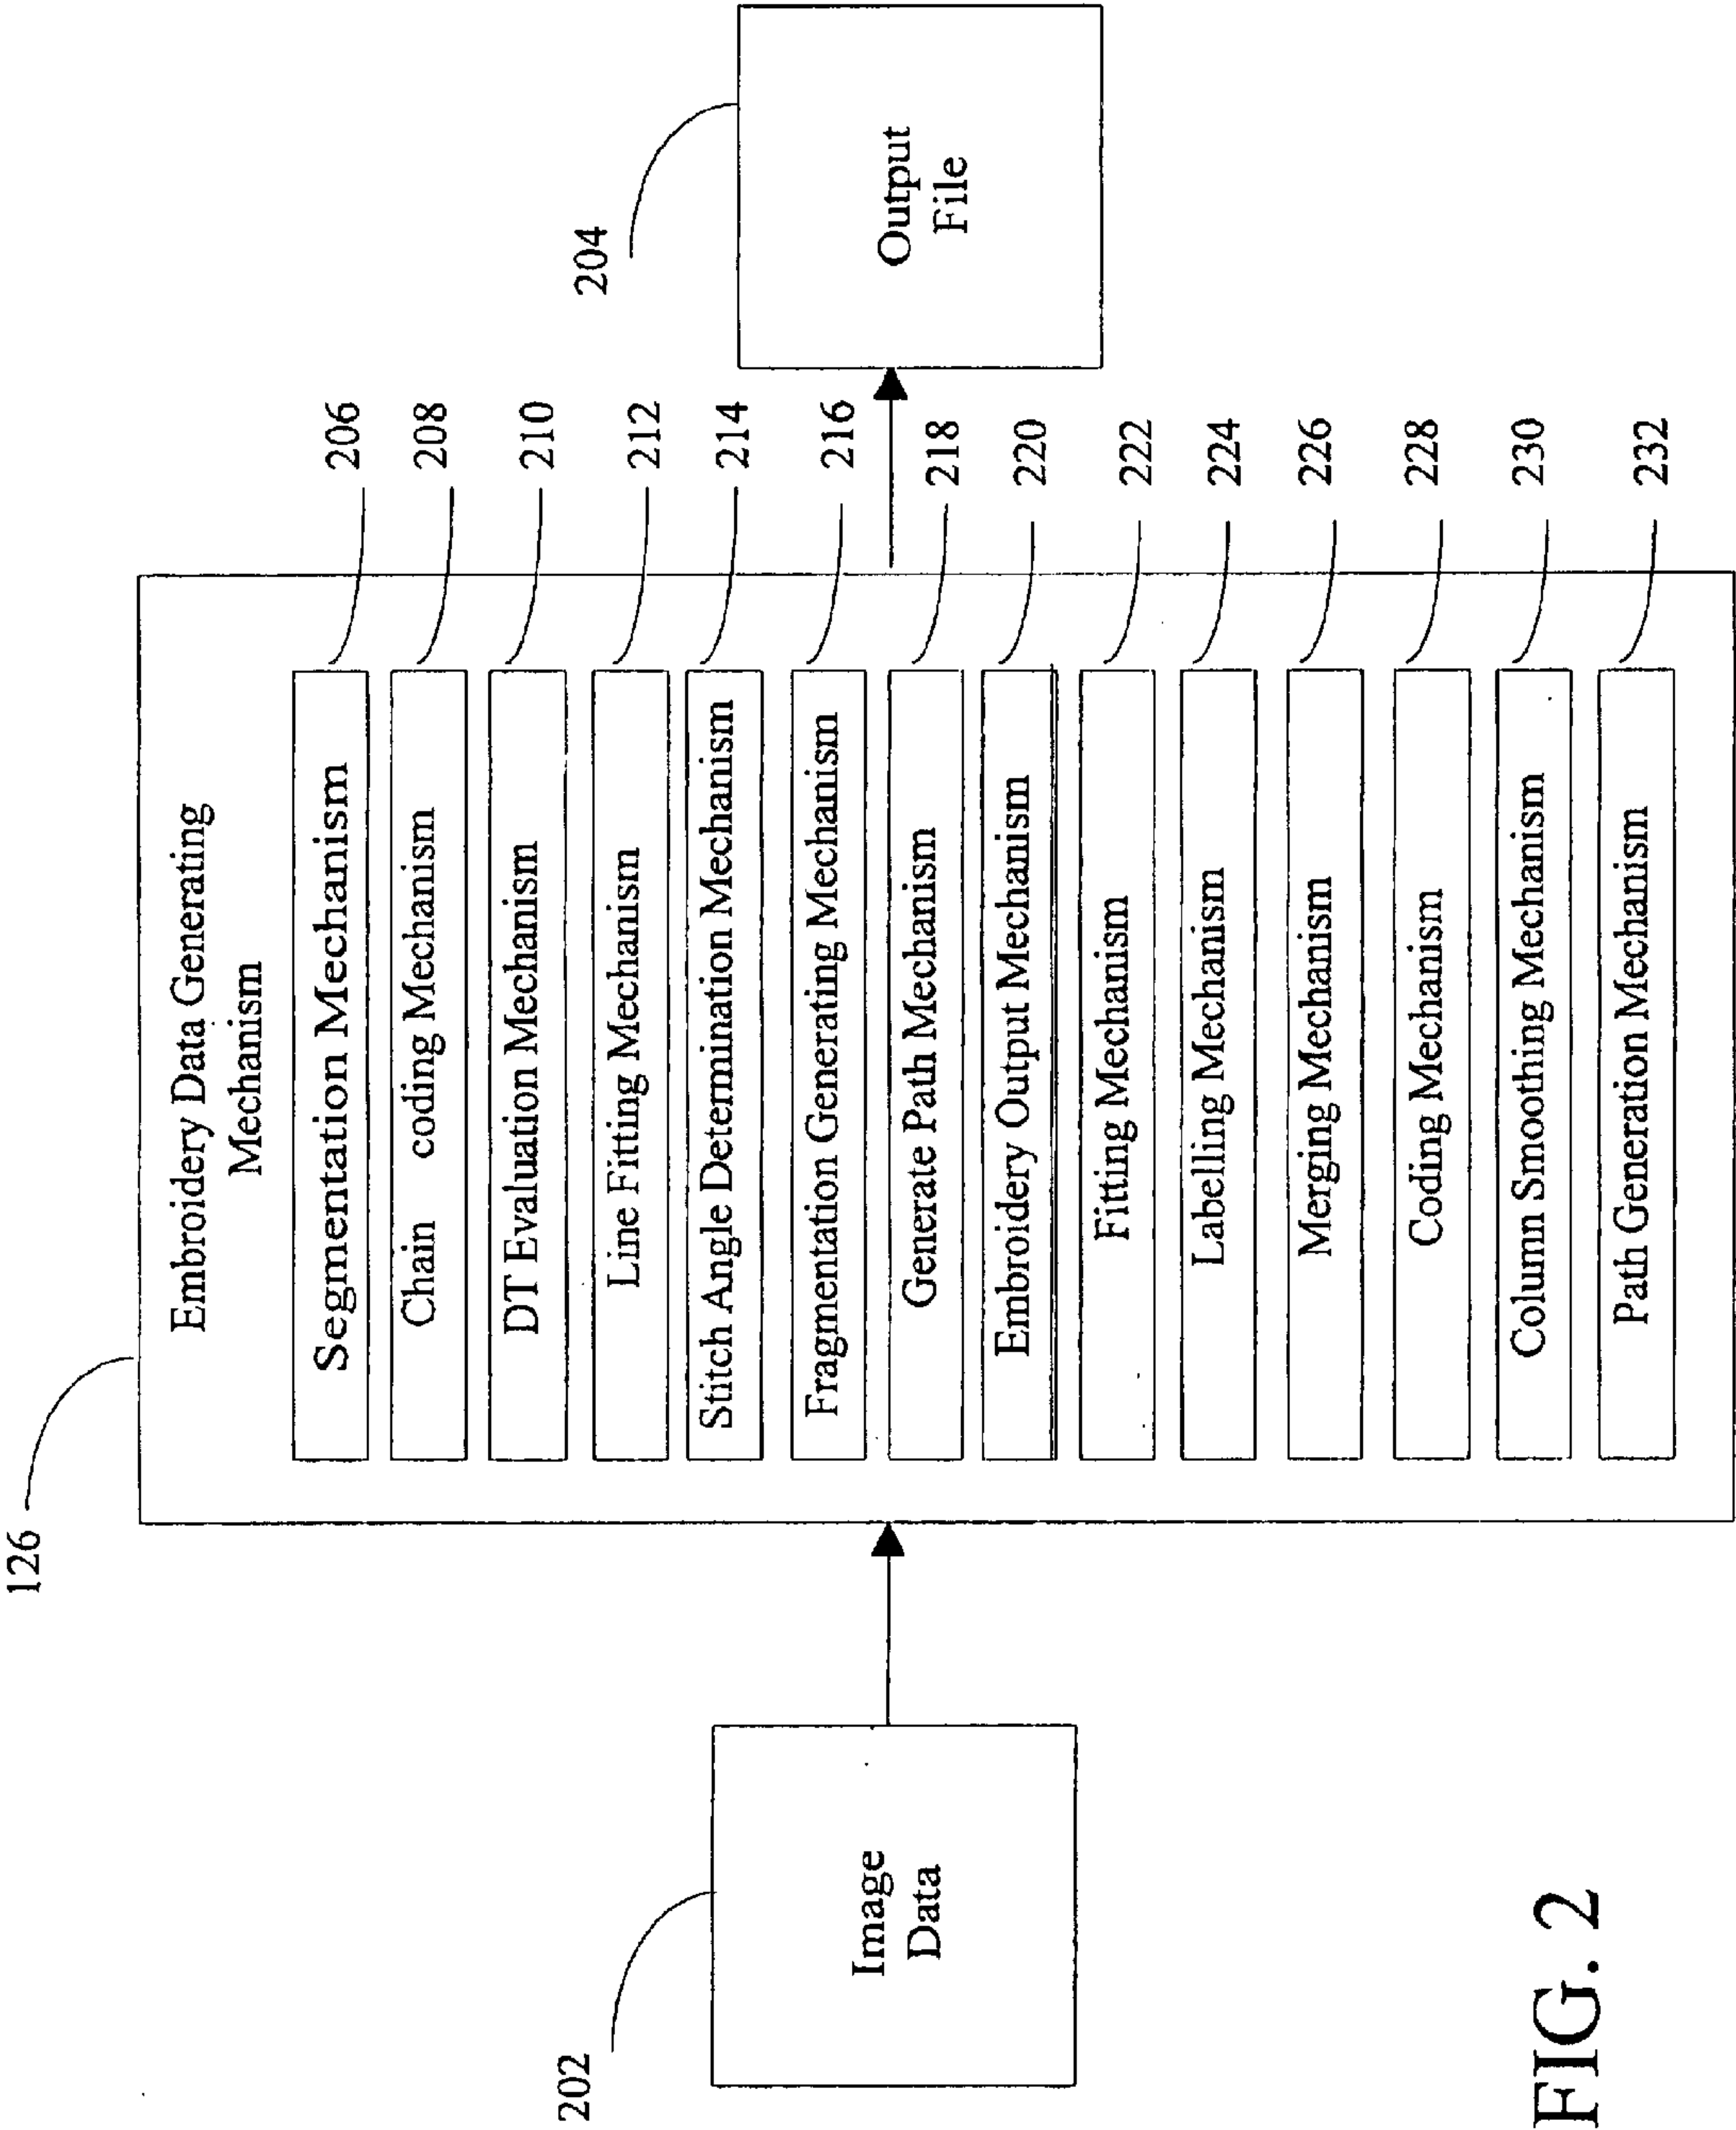 126
Embroidery Data Generating
Mechanism
Segmentation Mechanism
206
Chain coding Mechanism
208
DT Evaluation Mechanism
210
Line Fitting Mechanism
212
Stitch Angle Determination Mechanism
214
Fragmentation Generating Mechanism
216
Generate Path Mechanism
218
Embroidery Output Mechanism
220
Fitting Mechanism
222
Labelling Mechanism
224
Merging Mechanism
226
Coding Mechanism
228
Column Smoothing Mechanism
230
Path Generation Mechanism
232
202
Image
Data
204
Output
File
FIG. 2